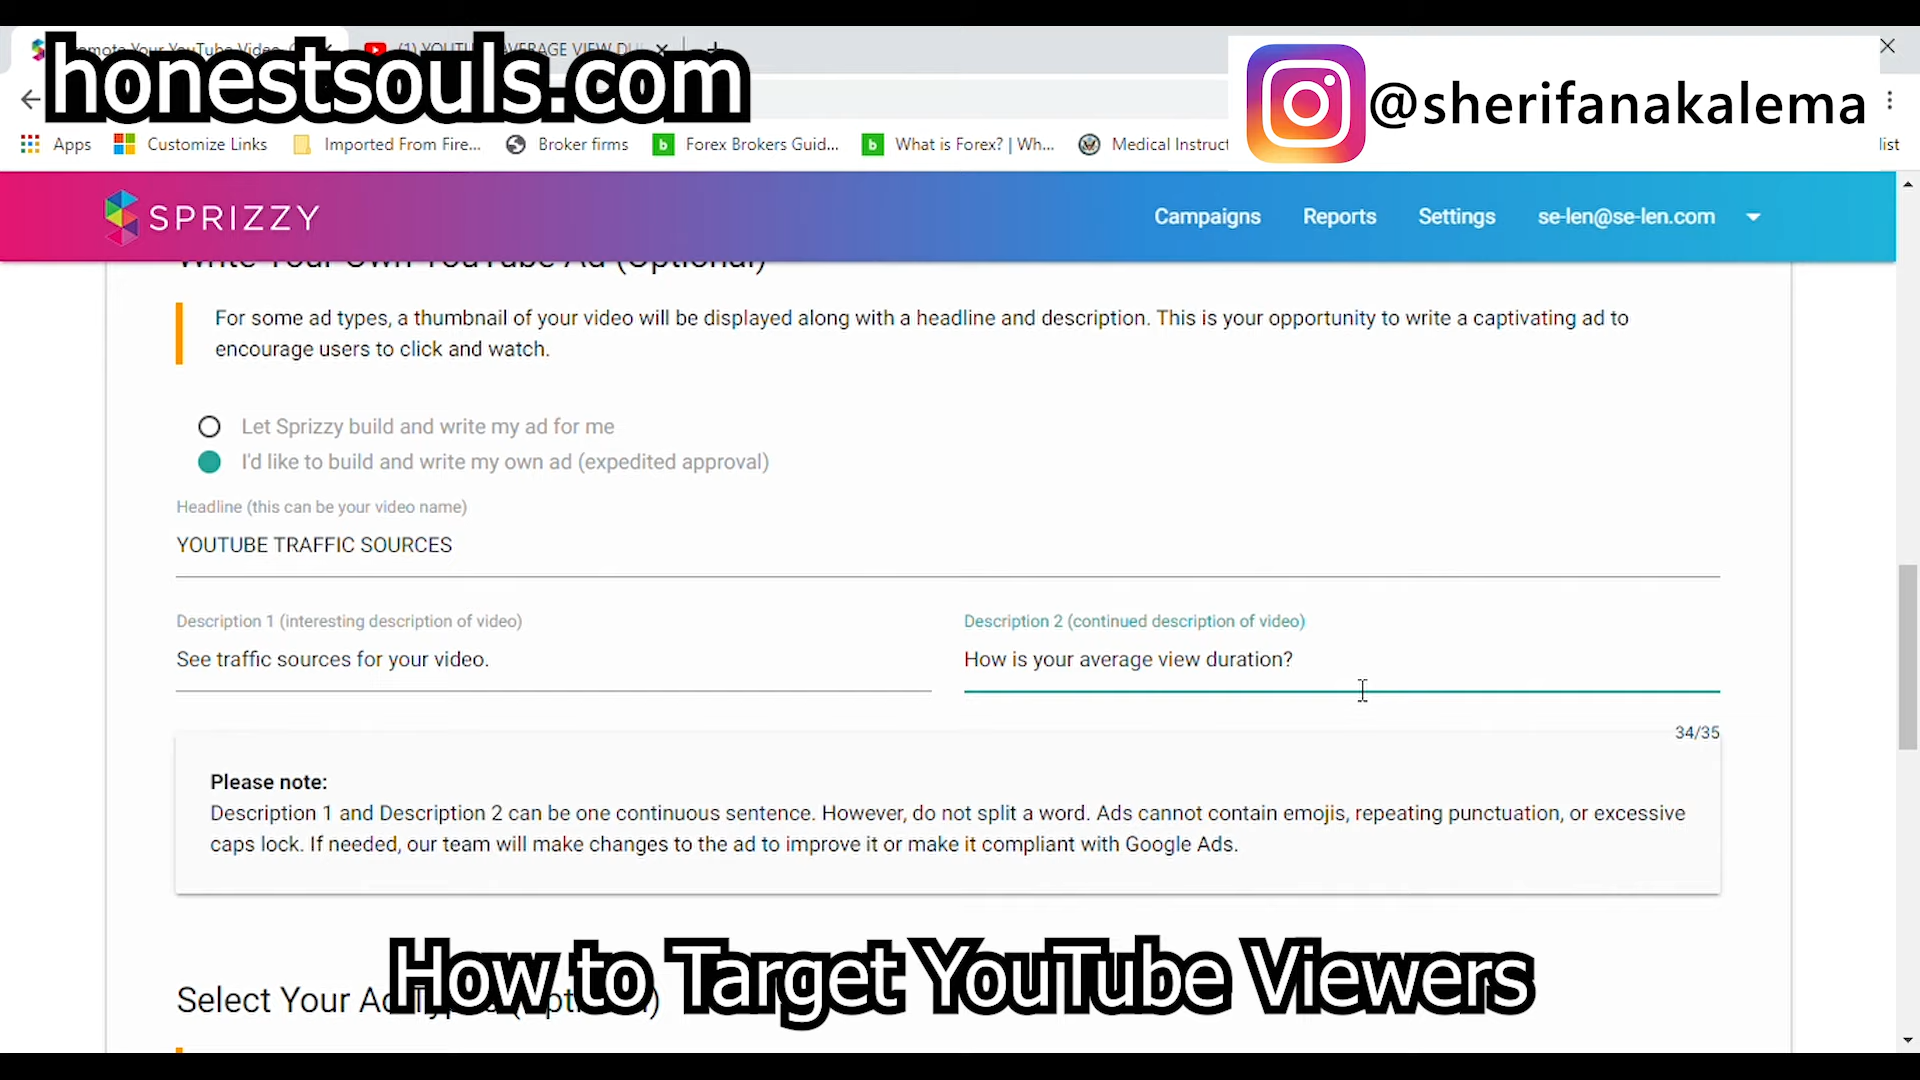 honestsouls.com
@sherifanakalema
Apps
Customize Links
Imported From Fire...
Broker firms
Forex Brokers Guid...
What is Forex? | Wh...
Medical Instruct
list
SPRIZZY
Campaigns
Reports
Settings
se-len@se-len.com
Write Your Own YouTube Ad (Optional)
For some ad types, a thumbnail of your video will be displayed along with a headline and description. This is your opportunity to write a captivating ad to
encourage users to click and watch.
Let Sprizzy build and write my ad for me
I'd like to build and write my own ad (expedited approval)
Headline (this can be your video name)
YOUTUBE TRAFFIC SOURCES
Description 1 (interesting description of video)
Description 2 (continued description of video)
See traffic sources for your video.
How is your average view duration?
34/35
Please note:
Description 1 and Description 2 can be one continuous sentence. However, do not split a word. Ads cannot contain emojis, repeating punctuation, or excessive
caps lock. If needed, our team will make changes to the ad to improve it or make it compliant with Google Ads.
Select Your Ad
How to Target YouTube Viewers